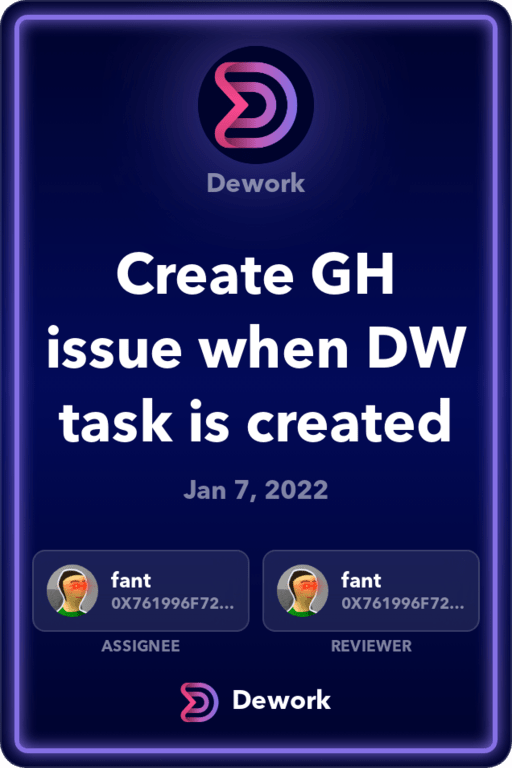 Dework
Create GH
issue when DW
task is created
Jan 7, 2022
fant
0X761996F72...
ASSIGNEE
fant
0X761996F72...
REVIEWER
Dework